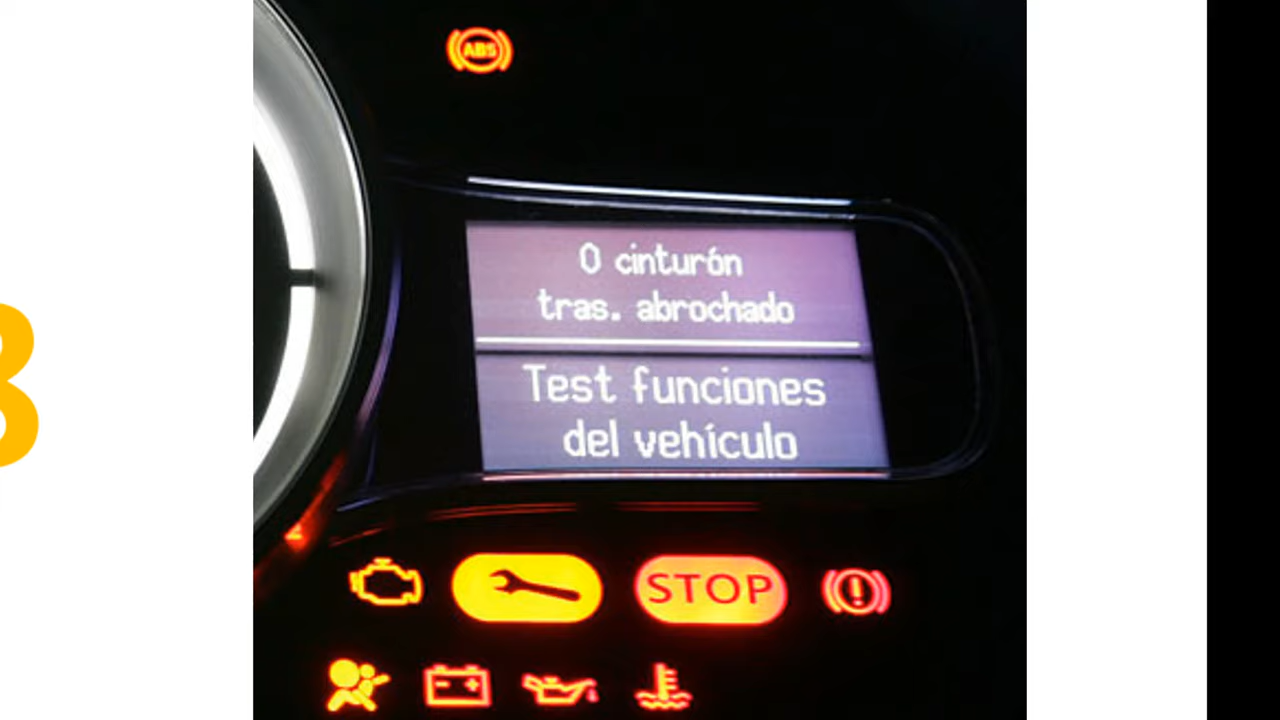 ABS
0 cinturón
tras. abrochado
Test funciones
del vehículo
STOP